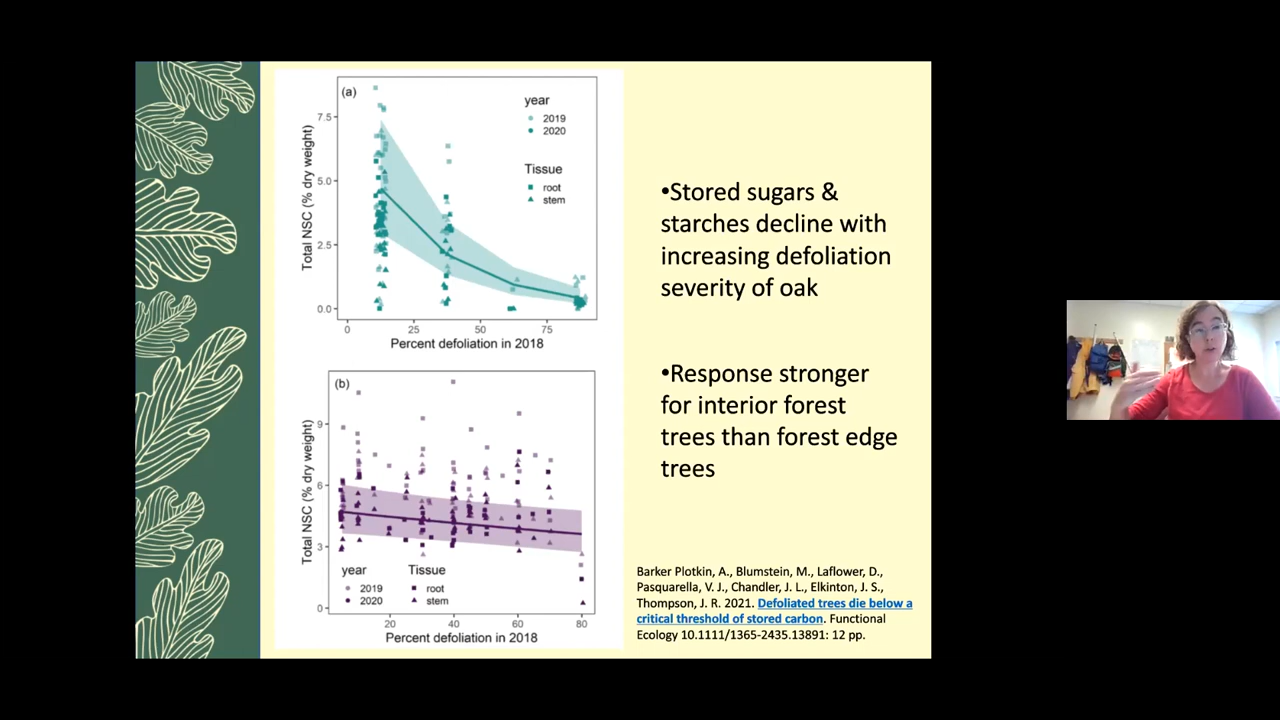 (a)
year
2019
2020
Tissue
root
stem
Total NSC (% dry weight)
7.5
5.0
2.5
0.0
0
25
50
75
Percent defoliation in 2018
(b)
Total NSC (% dry weight)
9
6
3
0
year
Tissue
2019
root
2020
stem
20
40
60
80
Percent defoliation in 2018
•Stored sugars &
starches decline with
increasing defoliation
severity of oak
•Response stronger
for interior forest
trees than forest edge
trees
Barker Plotkin, A., Blumstein, M., Laflower, D.,
Pasquarella, V. J., Chandler, J. L., Elkinton, J. S.,
Thompson, J. R. 2021. Defoliated trees die below a
critical threshold of stored carbon. Functional
Ecology 10.1111/1365-2435.13891: 12 pp.